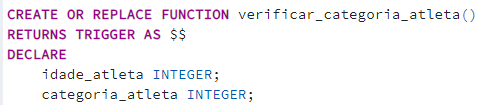 CREATE OR REPLACE FUNCTION verificar_categoria_atleta()
RETURNS TRIGGER AS $$
DECLARE
    idade_atleta INTEGER;
    categoria_atleta INTEGER;